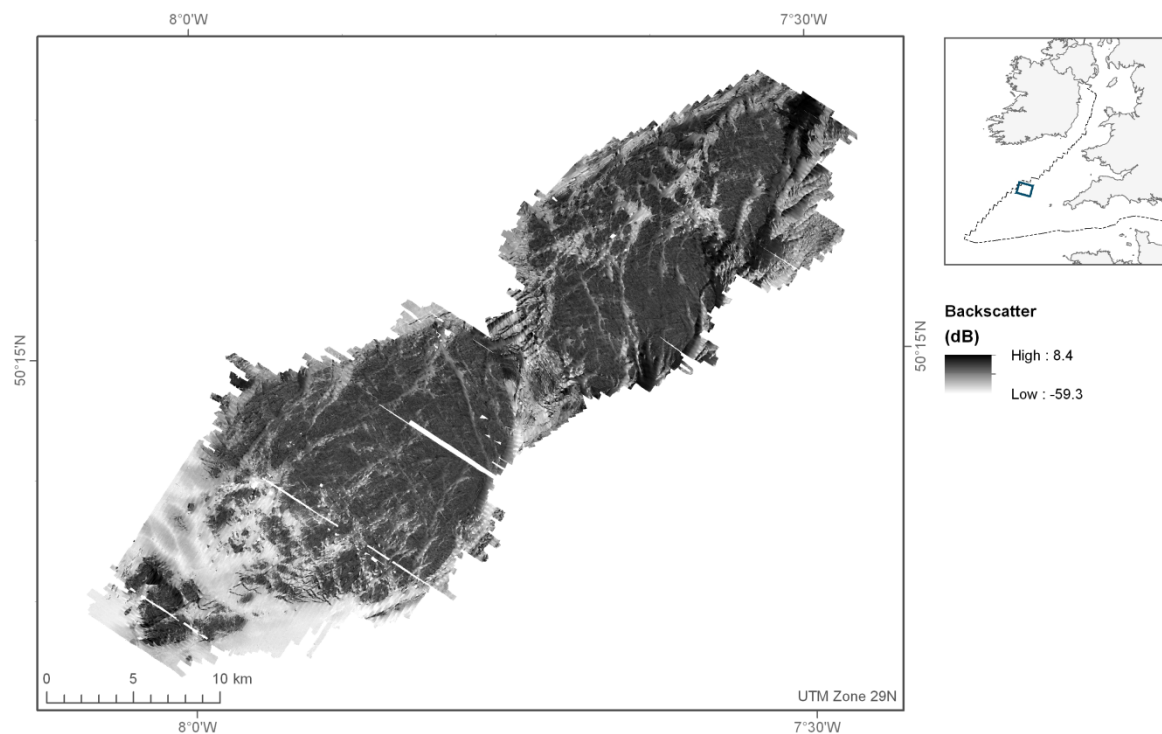 8°0'W
7°30'W
50°15'N
50°15'N
Backscatter
(dB)
High : 8.4
Low : -59.3
0
5
10 km
UTM Zone 29N
8°0'W
7°30'W